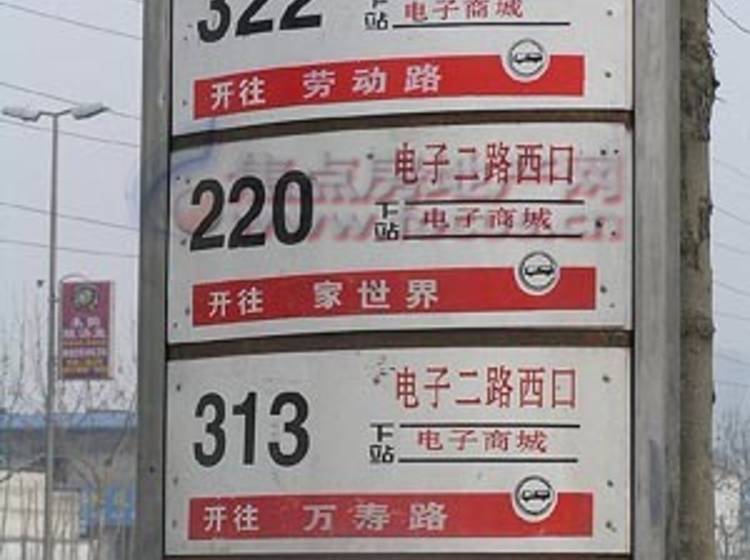 322
下站 电子商城
开往 劳动路
电子二路西口
220
下站 电子商城
开往 家世界
电子二路西口
313
下站 电子商城
开往 万寿路